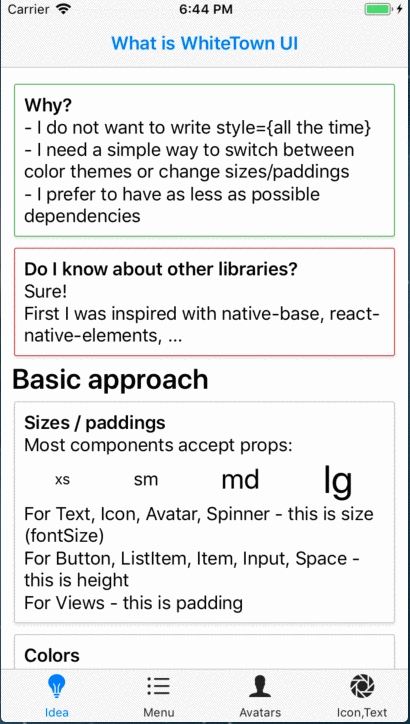 Carrier 6:44 PM
What is WhiteTown UI
Why?
- I do not want to write style={all the time}
- I need a simple way to switch between
color themes or change sizes/paddings
- I prefer to have as less as possible
dependencies
Do I know about other libraries?
Sure!
First I was inspired with native-base, react-
native-elements, ...
Basic approach
Sizes / paddings
Most components accept props:
xs sm md lg
For Text, Icon, Avatar, Spinner - this is size
(fontSize)
For Button, ListItem, Item, Input, Space -
this is height
For Views - this is padding
Colors
Idea Menu Avatars Icon,Text